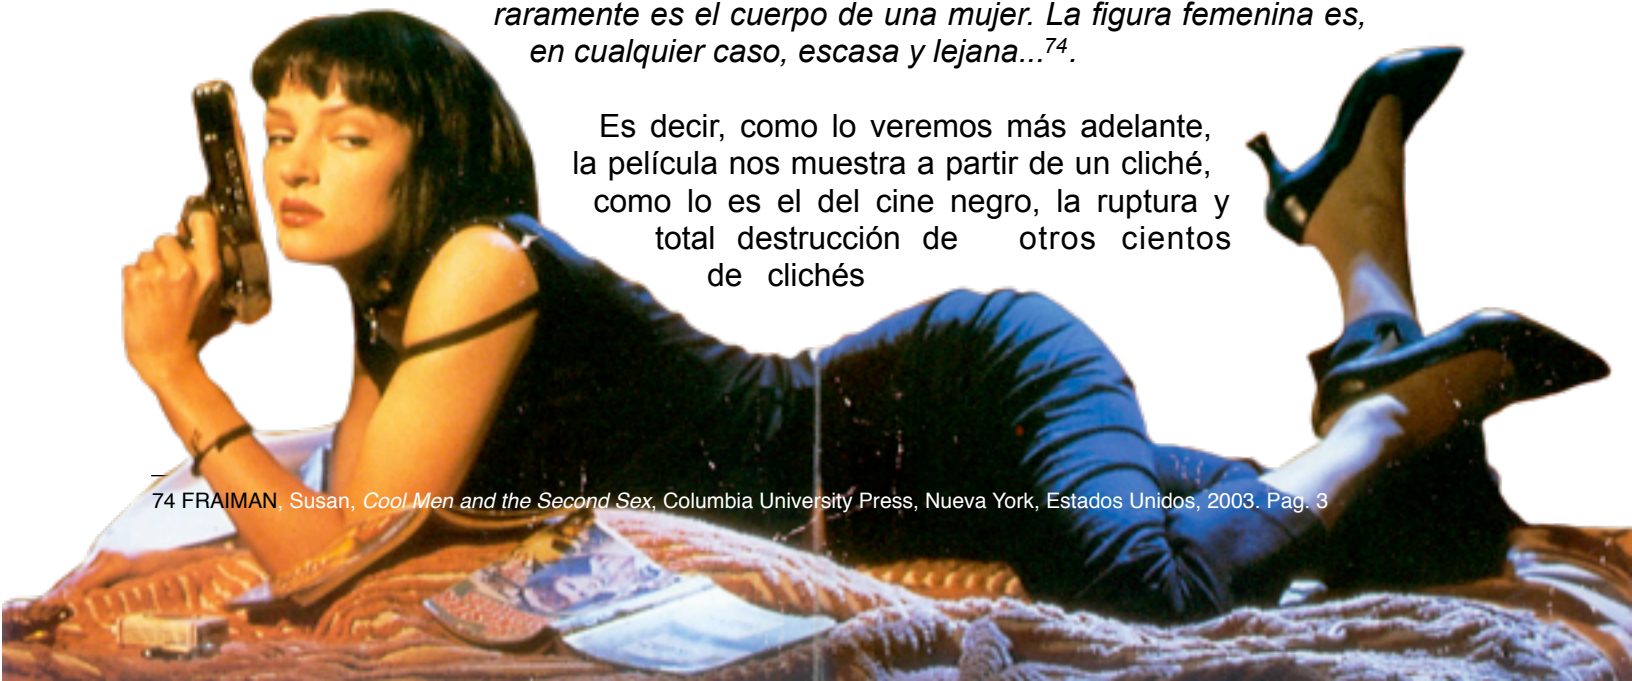 raramente es el cuerpo de una mujer. La figura femenina es,
en cualquier caso, escasa y lejana...74.
Es decir, como lo veremos más adelante,
la película nos muestra a partir de un cliché,
como lo es el del cine negro, la ruptura y
total destrucción de otros cientos
de clichés
74 FRAIMAN, Susan, Cool Men and the Second Sex, Columbia University Press, Nueva York, Estados Unidos, 2003. Pag. 3